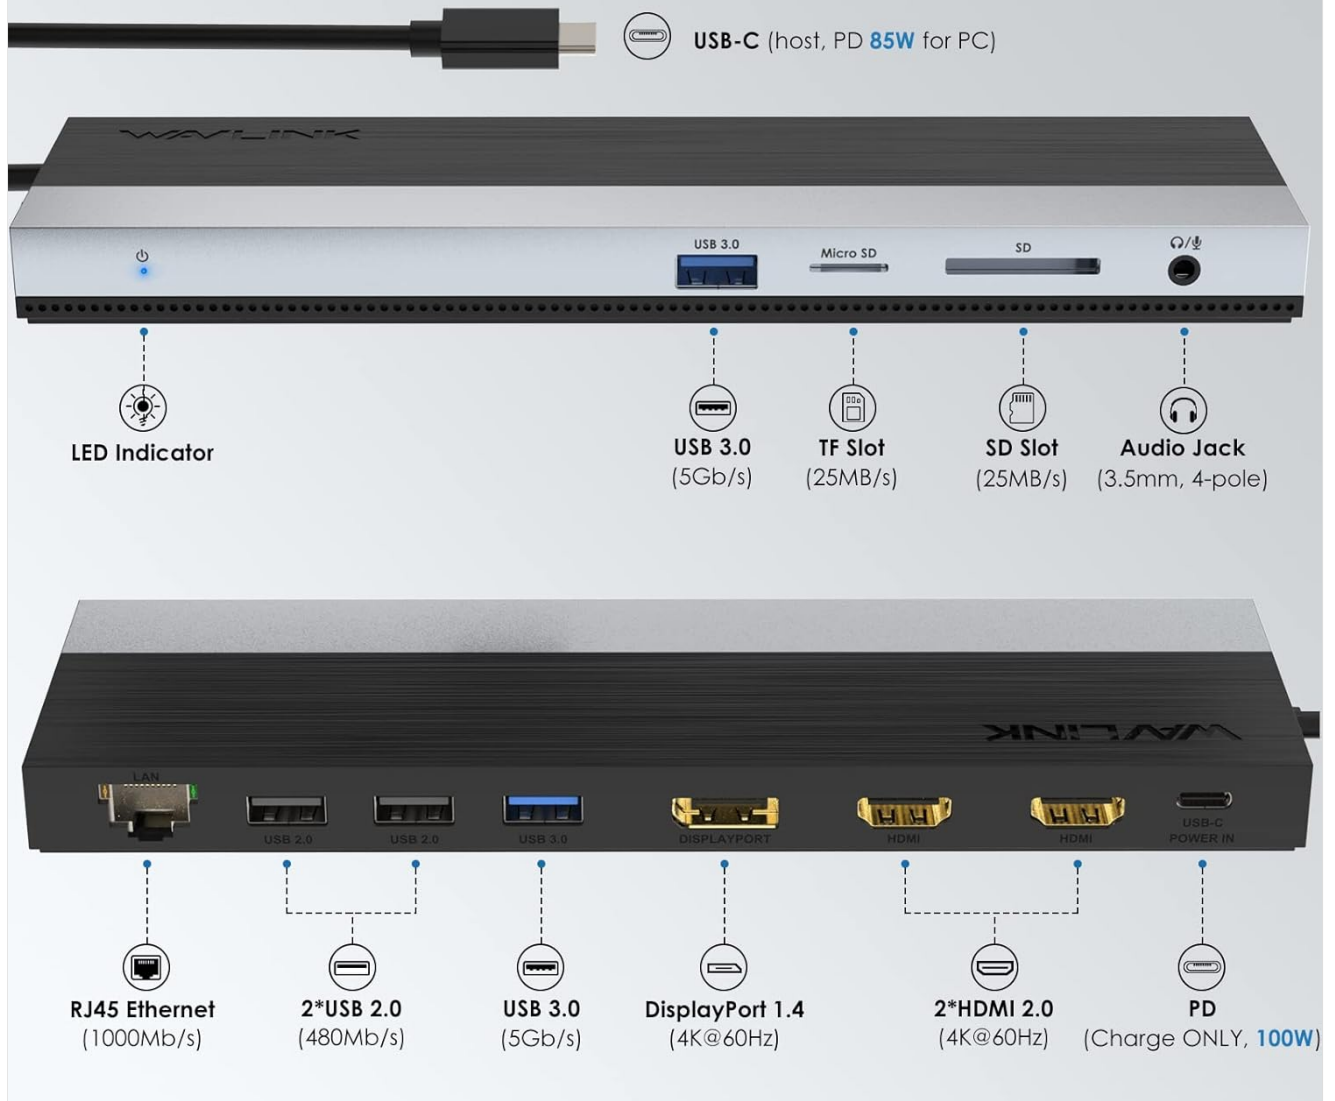 USB-C (host, PD 85W for PC)
WAVLINK
USB 3.0
Micro SD
SD
LED Indicator
USB 3.0
(5Gb/s)
TF Slot
(25MB/s)
SD Slot
(25MB/s)
Audio Jack
(3.5mm, 4-pole)
WAVLINK
LAN
USB 2.0
USB 2.0
USB 3.0
DISPLAYPORT
HDMI
HDMI
USB-C
POWER IN
RJ45 Ethernet
(1000Mb/s)
2*USB 2.0
(480Mb/s)
USB 3.0
(5Gb/s)
DisplayPort 1.4
(4K@60Hz)
2*HDMI 2.0
(4K@60Hz)
PD
(Charge ONLY, 100W)